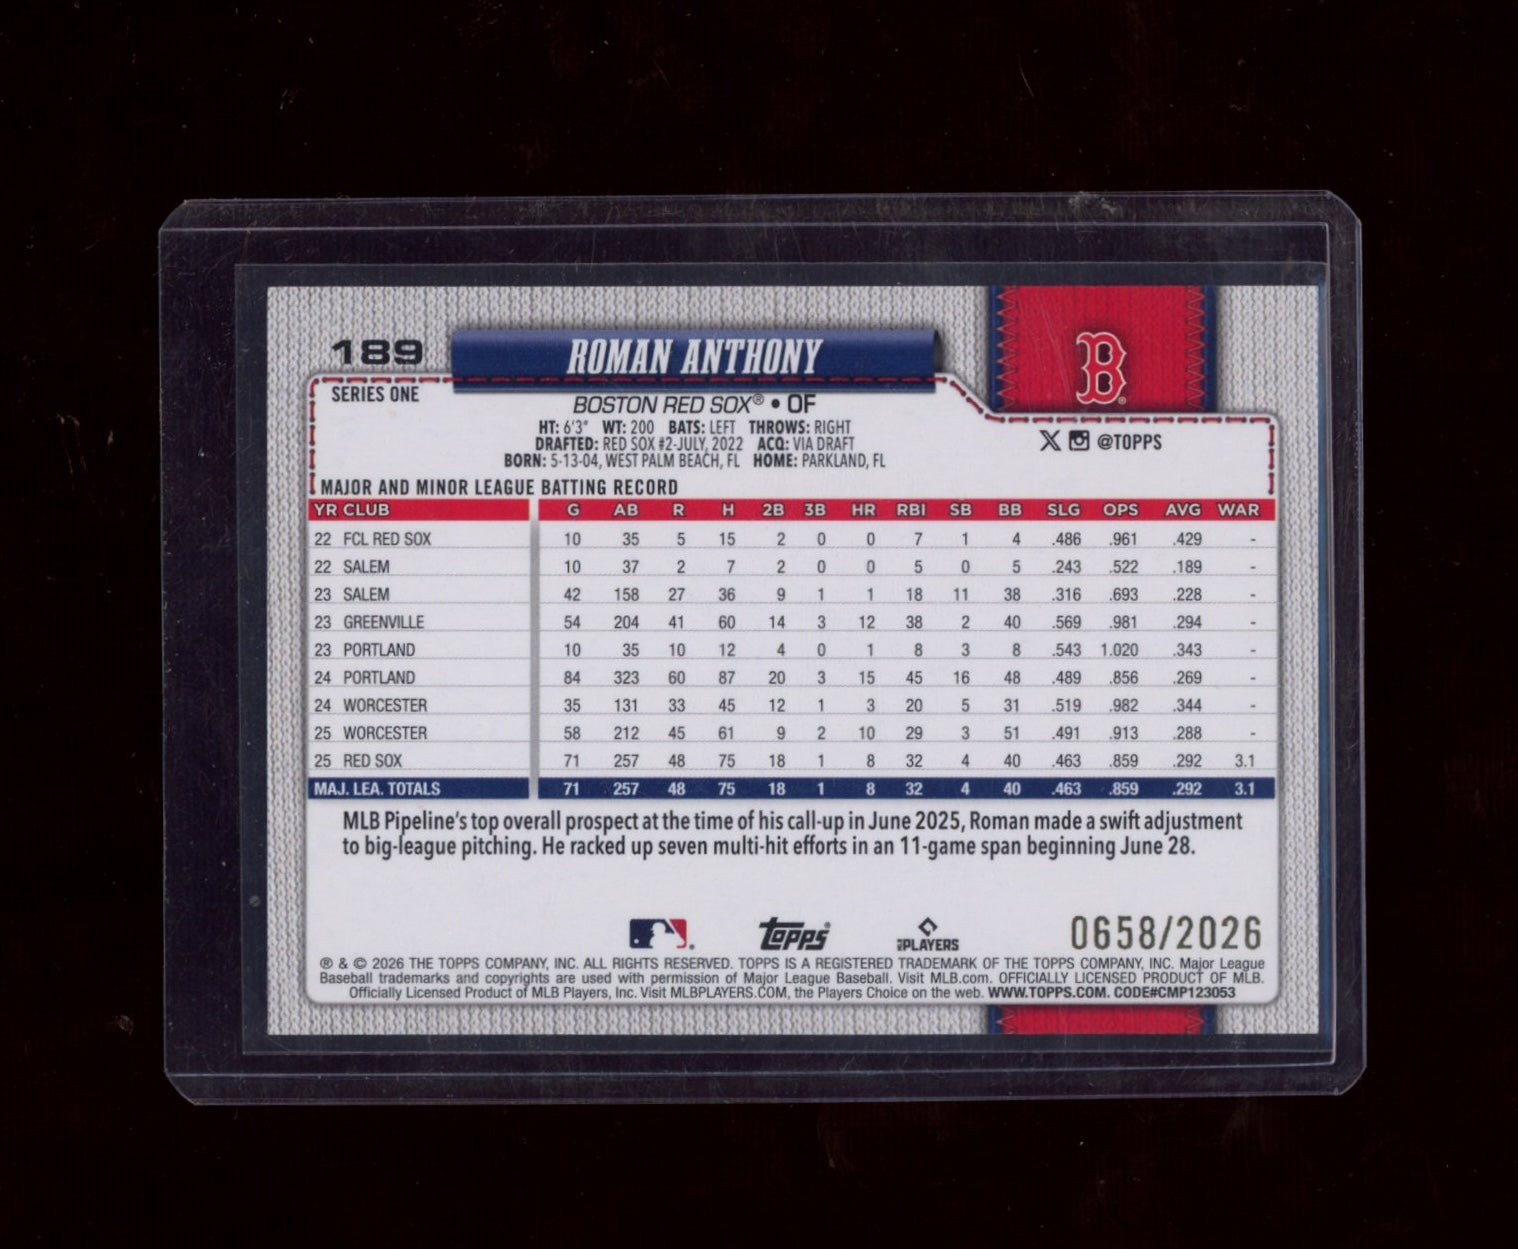 189
ROMAN ANTHONY
B
SERIES ONE
BOSTON RED SOX® • OF
HT: 6'3" WT: 200 BATS: LEFT THROWS: RIGHT
DRAFTED: RED SOX #2-JULY, 2022 ACQ: VIA DRAFT
BORN: 5-13-04, WEST PALM BEACH, FL HOME: PARKLAND, FL
X @TOPPS
MAJOR AND MINOR LEAGUE BATTING RECORD
YR CLUB G AB R H 2B 3B HR RBI SB BB SLG OPS AVG WAR
22 FCL RED SOX 10 35 5 15 2 0 0 7 1 4 .486 .961 .429 -
22 SALEM 10 37 2 7 2 0 0 5 0 5 .243 .522 .189 -
23 SALEM 42 158 27 36 9 1 1 18 11 38 .316 .693 .228 -
23 GREENVILLE 54 204 41 60 14 3 12 38 2 40 .569 .981 .294 -
23 PORTLAND 10 35 10 12 4 0 1 8 3 8 .543 1.020 .343 -
24 PORTLAND 84 323 60 87 20 3 15 45 16 48 .489 .856 .269 -
24 WORCESTER 35 131 33 45 12 1 3 20 5 31 .519 .982 .344 -
25 WORCESTER 58 212 45 61 9 2 10 29 3 51 .491 .913 .288 -
25 RED SOX 71 257 48 75 18 1 8 32 4 40 .463 .859 .292 3.1
MAJ. LEA. TOTALS 71 257 48 75 18 1 8 32 4 40 .463 .859 .292 3.1
MLB Pipeline's top overall prospect at the time of his call-up in June 2025, Roman made a swift adjustment
to big-league pitching. He racked up seven multi-hit efforts in an 11-game span beginning June 28.
topps® PLAYERS 0658/2026
® & © 2026 THE TOPPS COMPANY, INC. ALL RIGHTS RESERVED. TOPPS IS A REGISTERED TRADEMARK OF THE TOPPS COMPANY, INC. Major League
Baseball trademarks and copyrights are used with permission of Major League Baseball. Visit MLB.com. OFFICIALLY LICENSED PRODUCT OF MLB.
Officially Licensed Product of MLB Players, Inc. Visit MLBPLAYERS.COM, the Players Choice on the web. WWW.TOPPS.COM. CODE#CMP123053